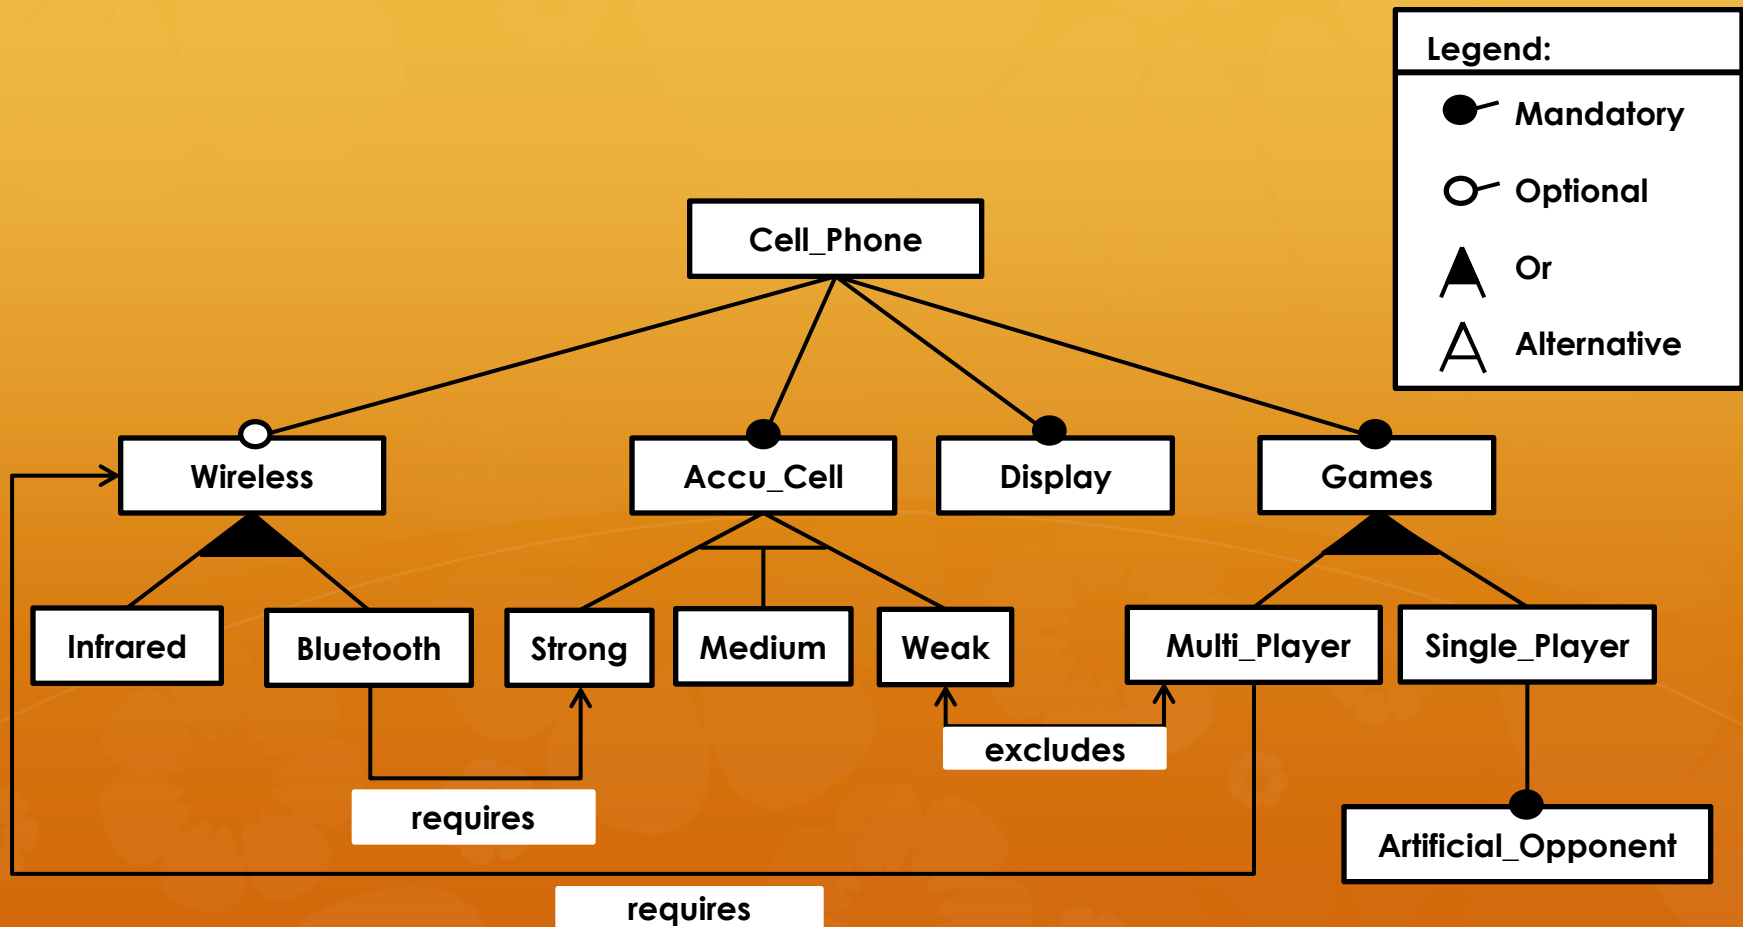 Legend:
Mandatory
Optional
Or
Alternative
Cell_Phone
Wireless
Accu_Cell
Display
Games
Infrared
Bluetooth
Strong
Medium
Weak
Multi_Player
Single_Player
excludes
requires
Artificial_Opponent
requires